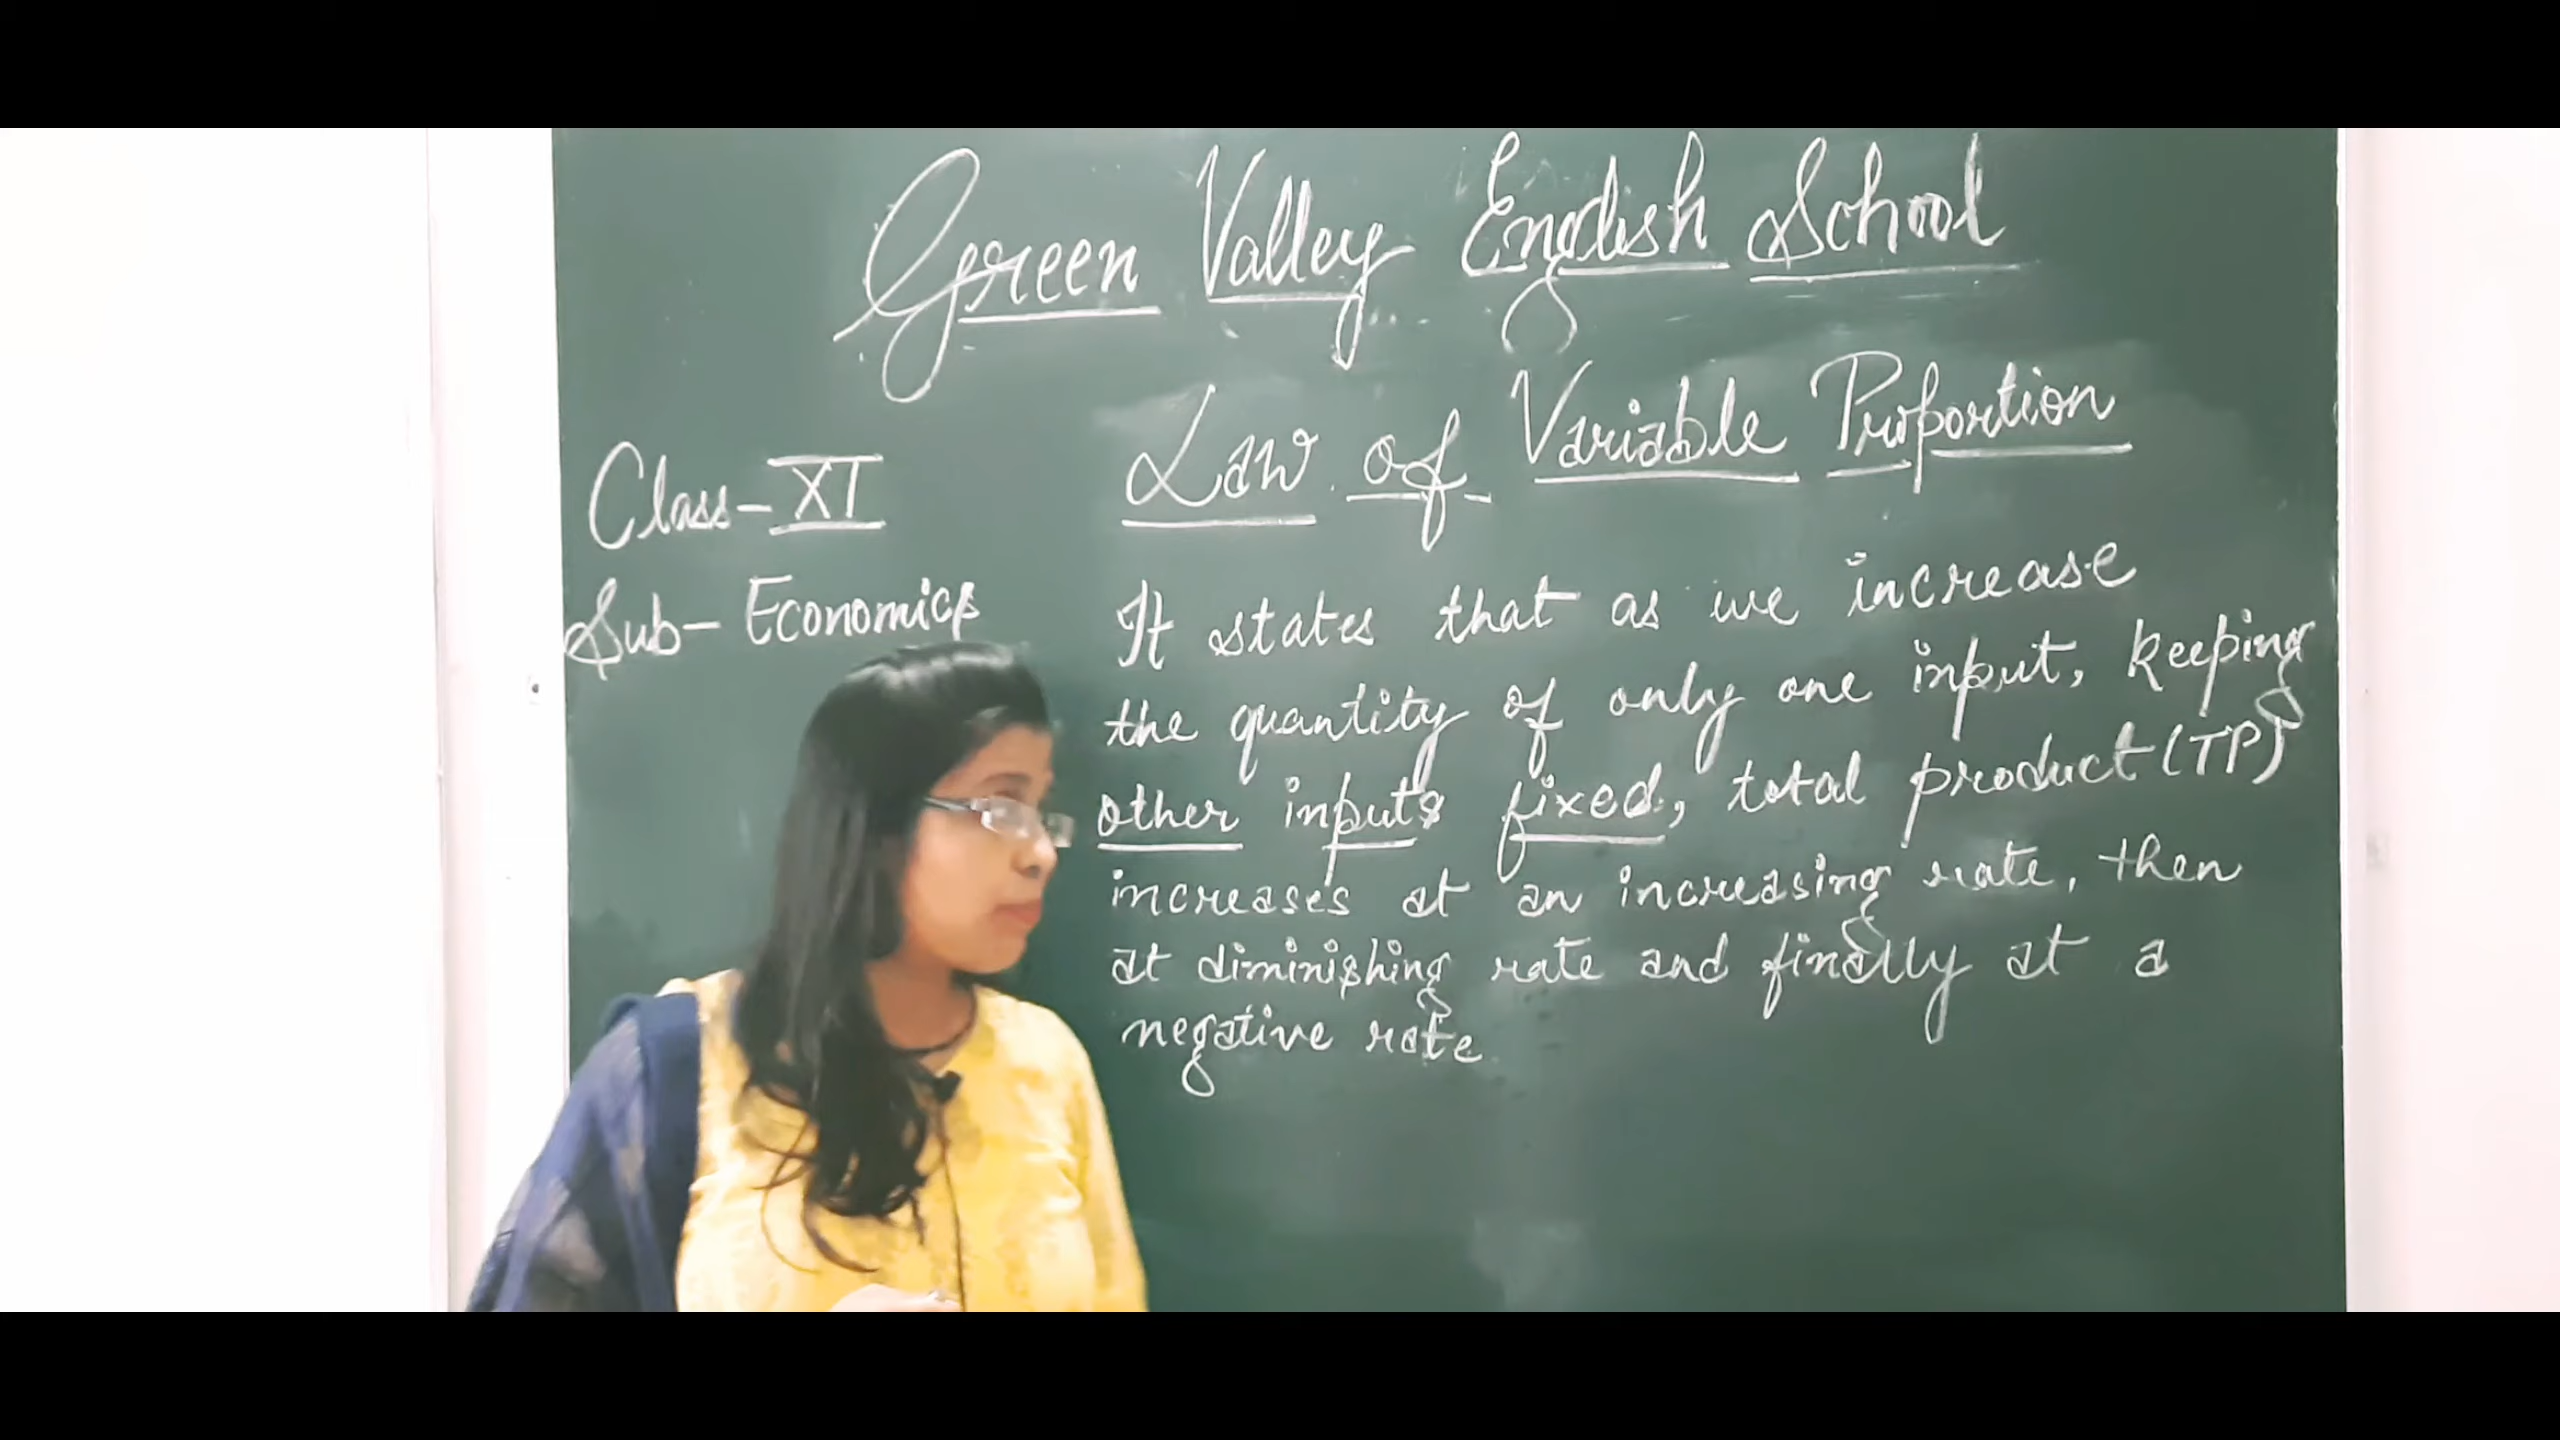 Green Valley English School
Law of Variable Proportion
Class - XI
Sub - Economics
It states that as we increase
the quantity of only one input, keeping
other inputs fixed, total product (TP)
increases at an increasing rate, then
at diminishing rate and finally at a
negative rate.